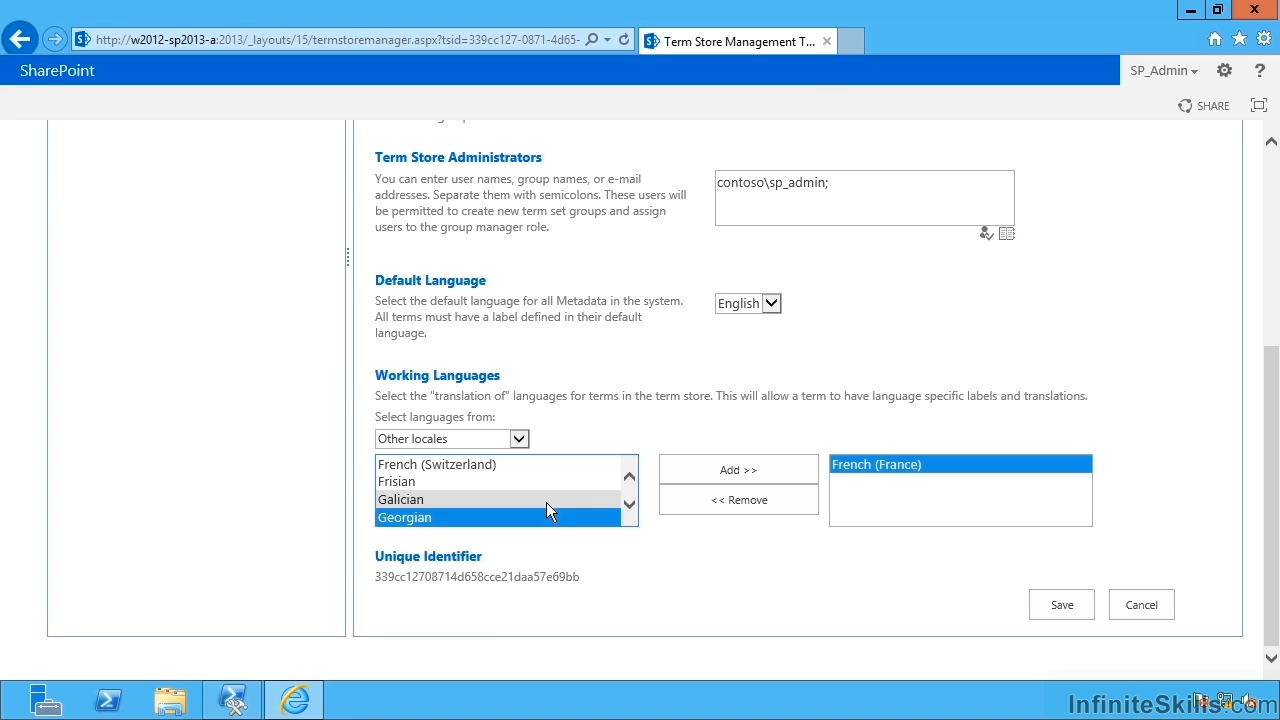 http://w2012-sp2013-a:2013/_layouts/15/termstoremanager.aspx?tsid=339cc127-0871-4d65-
Term Store Management T...
SharePoint
SP_Admin
?
SHARE
Term Store Administrators
You can enter user names, group names, or e-mail
addresses. Separate them with semicolons. These users will
be permitted to create new term set groups and assign
users to the group manager role.
contoso\sp_admin;
Default Language
Select the default language for all Metadata in the system.
All terms must have a label defined in their default
language.
English
Working Languages
Select the "translation of" languages for terms in the term store. This will allow a term to have language specific labels and translations.
Select languages from:
Other locales
French (Switzerland)
Frisian
Galician
Georgian
Add >>
<< Remove
French (France)
Unique Identifier
339cc12708714d658cce21daa57e69bb
Save
Cancel
InfiniteSkills.com